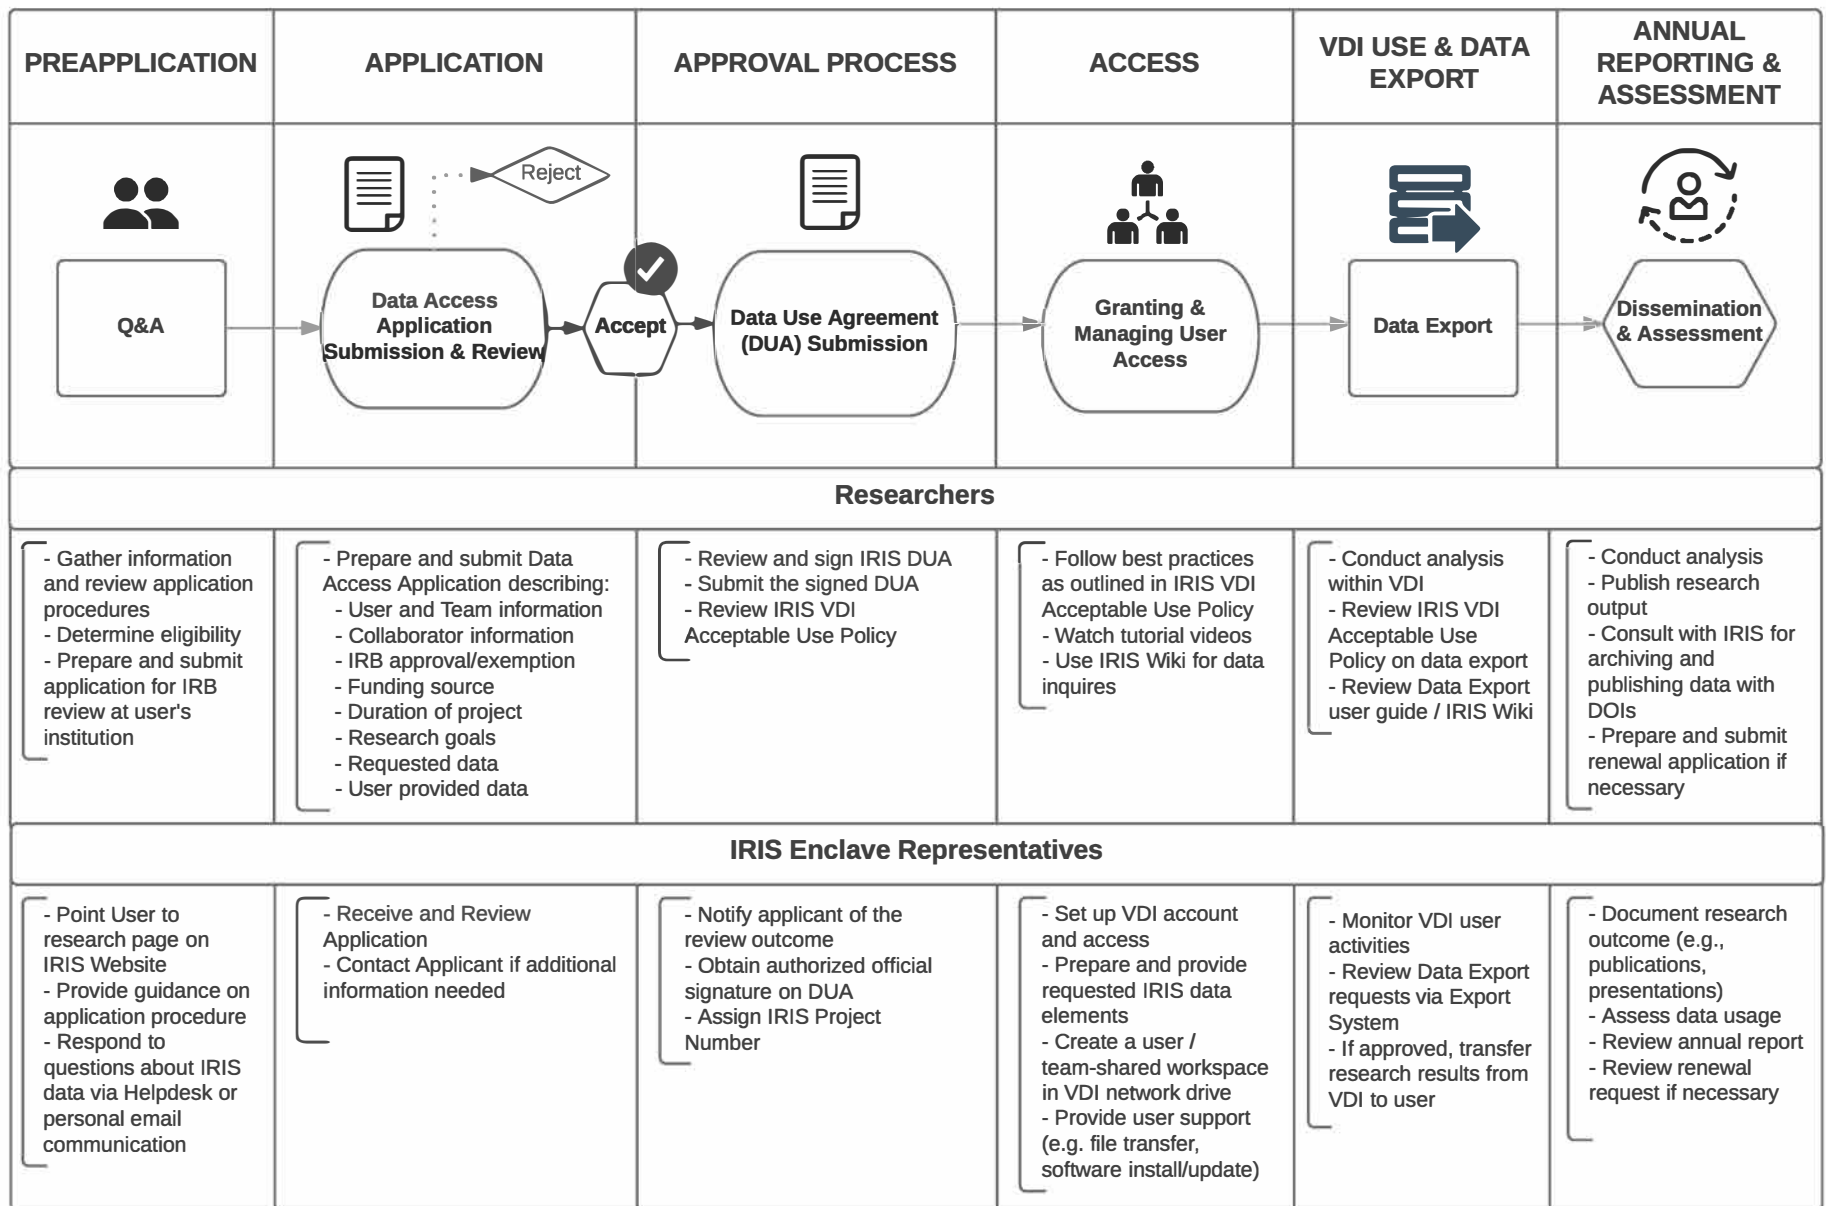 PREAPPLICATION
APPLICATION
APPROVAL PROCESS
ACCESS
VDI USE & DATA
EXPORT
ANNUAL
REPORTING &
ASSESSMENT
Reject
Q&A
Data Access
Application
Submission & Review
Accept
Data Use Agreement
(DUA) Submission
Granting &
Managing User
Access
Data Export
Dissemination
& Assessment
Researchers
- Gather information
and review application
procedures
- Determine eligibility
- Prepare and submit
application for IRB
review at user's
institution
- Prepare and submit Data
Access Application describing:
- User and Team information
- Collaborator information
- IRB approval/exemption
- Funding source
- Duration of project
- Research goals
- Requested data
- User provided data
- Review and sign IRIS DUA
- Submit the signed DUA
- Review IRIS VDI
Acceptable Use Policy
- Follow best practices
as outlined in IRIS VDI
Acceptable Use Policy
- Watch tutorial videos
- Use IRIS Wiki for data
inquires
- Conduct analysis
within VDI
- Review IRIS VDI
Acceptable Use
Policy on data export
- Review Data Export
user guide / IRIS Wiki
- Conduct analysis
- Publish research
output
- Consult with IRIS for
archiving and
publishing data with
DOIs
- Prepare and submit
renewal application if
necessary
IRIS Enclave Representatives
- Point User to
research page on
IRIS Website
- Provide guidance on
application procedure
- Respond to
questions about IRIS
data via Helpdesk or
personal email
communication
- Receive and Review
Application
- Contact Applicant if additional
information needed
- Notify applicant of the
review outcome
- Obtain authorized official
signature on DUA
- Assign IRIS Project
Number
- Set up VDI account
and access
- Prepare and provide
requested IRIS data
elements
- Create a user /
team-shared workspace
in VDI network drive
- Provide user support
(e.g. file transfer,
software install/update)
- Monitor VDI user
activities
- Review Data Export
requests via Export
System
- If approved, transfer
research results from
VDI to user
- Document research
outcome (e.g.,
publications,
presentations)
- Assess data usage
- Review annual report
- Review renewal
request if necessary